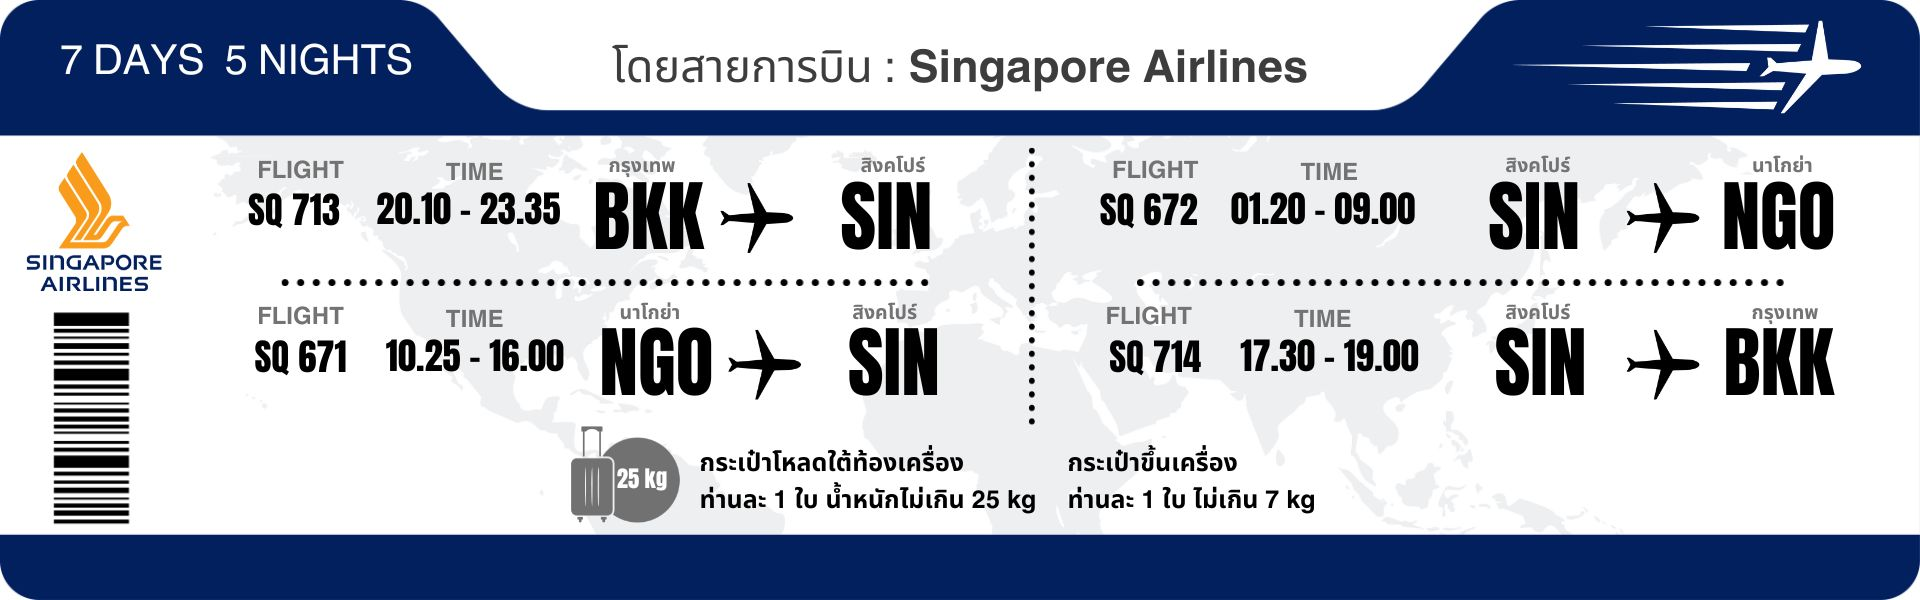 7 DAYS 5 NIGHTS
โดยสายการบิน : Singapore Airlines
SINGAPORE
AIRLINES
FLIGHT TIME กรุงเทพ สิงคโปร์
SQ 713 20.10 - 23.35 BKK SIN
FLIGHT TIME สิงคโปร์ นาโกย่า
SQ 672 01.20 - 09.00 SIN NGO
FLIGHT TIME นาโกย่า สิงคโปร์
SQ 671 10.25 - 16.00 NGO SIN
FLIGHT TIME สิงคโปร์ กรุงเทพ
SQ 714 17.30 - 19.00 SIN BKK
25 kg
กระเป๋าโหลดใต้ท้องเครื่อง
ท่านละ 1 ใบ น้ำหนักไม่เกิน 25 kg
กระเป๋าขึ้นเครื่อง
ท่านละ 1 ใบ ไม่เกิน 7 kg